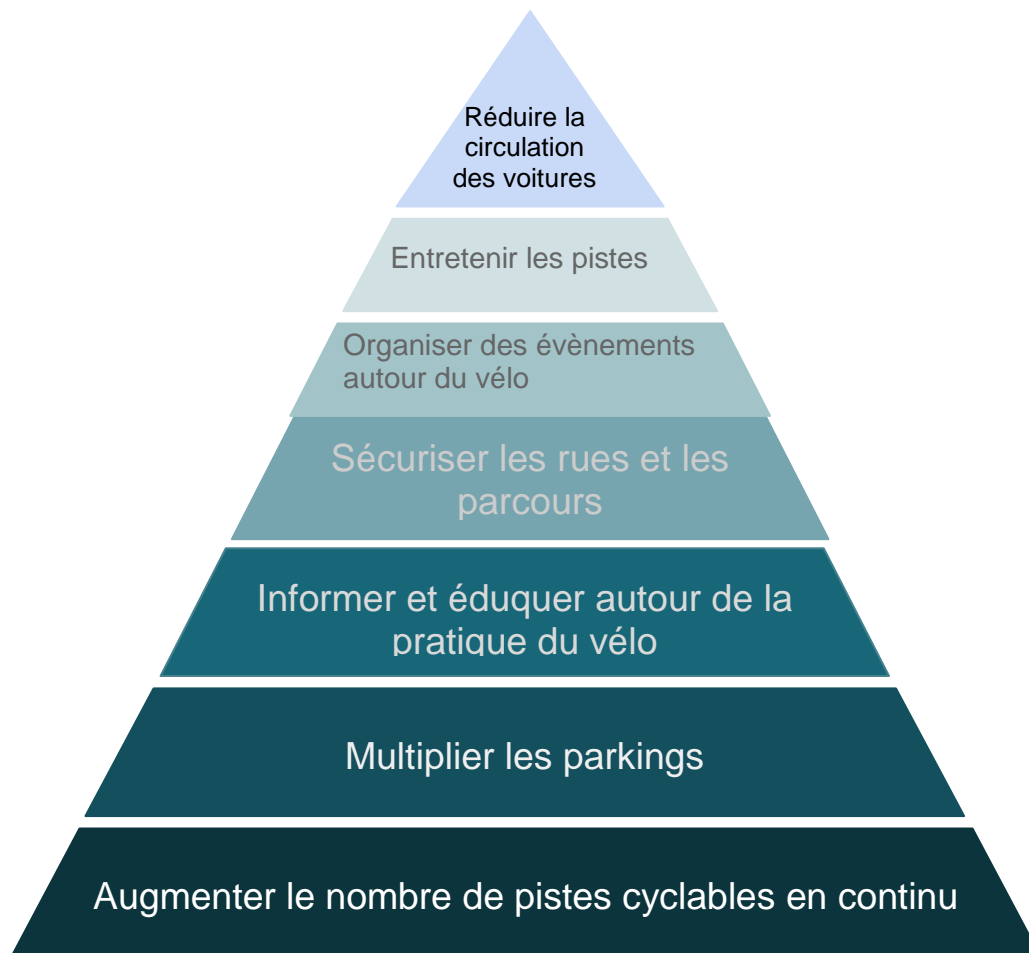 Réduire la
circulation
des voitures
Entretenir les pistes
Organiser des évènements
autour du vélo
Sécuriser les rues et les
parcours
Informer et éduquer autour de la
pratique du vélo
Multiplier les parkings
Augmenter le nombre de pistes cyclables en continu